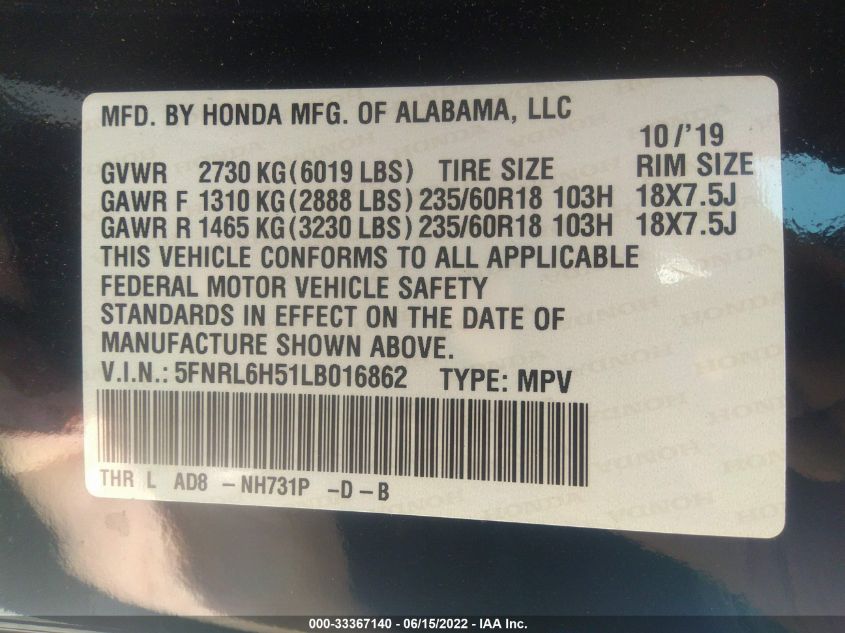 MFD. BY HONDA MFG. OF ALABAMA, LLC
10/'19
GVWR 2730 KG(6019 LBS) TIRE SIZE RIM SIZE
GAWR F 1310 KG(2888 LBS) 235/60R18 103H 18X7.5J
GAWR R 1465 KG(3230 LBS) 235/60R18 103H 18X7.5J
THIS VEHICLE CONFORMS TO ALL APPLICABLE
FEDERAL MOTOR VEHICLE SAFETY
STANDARDS IN EFFECT ON THE DATE OF
MANUFACTURE SHOWN ABOVE.
V.I.N.: 5FNRL6H51LB016862 TYPE: MPV
THR L AD8 -NH731P -D-B
000-33367140 - 06/15/2022 - IAA Inc.